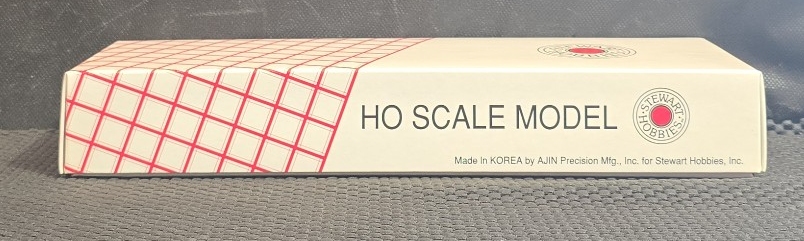 HO SCALE MODEL
STEWART
HOBBIES
Made In KOREA by AJIN Precision Mfg., Inc. for Stewart Hobbies, Inc.